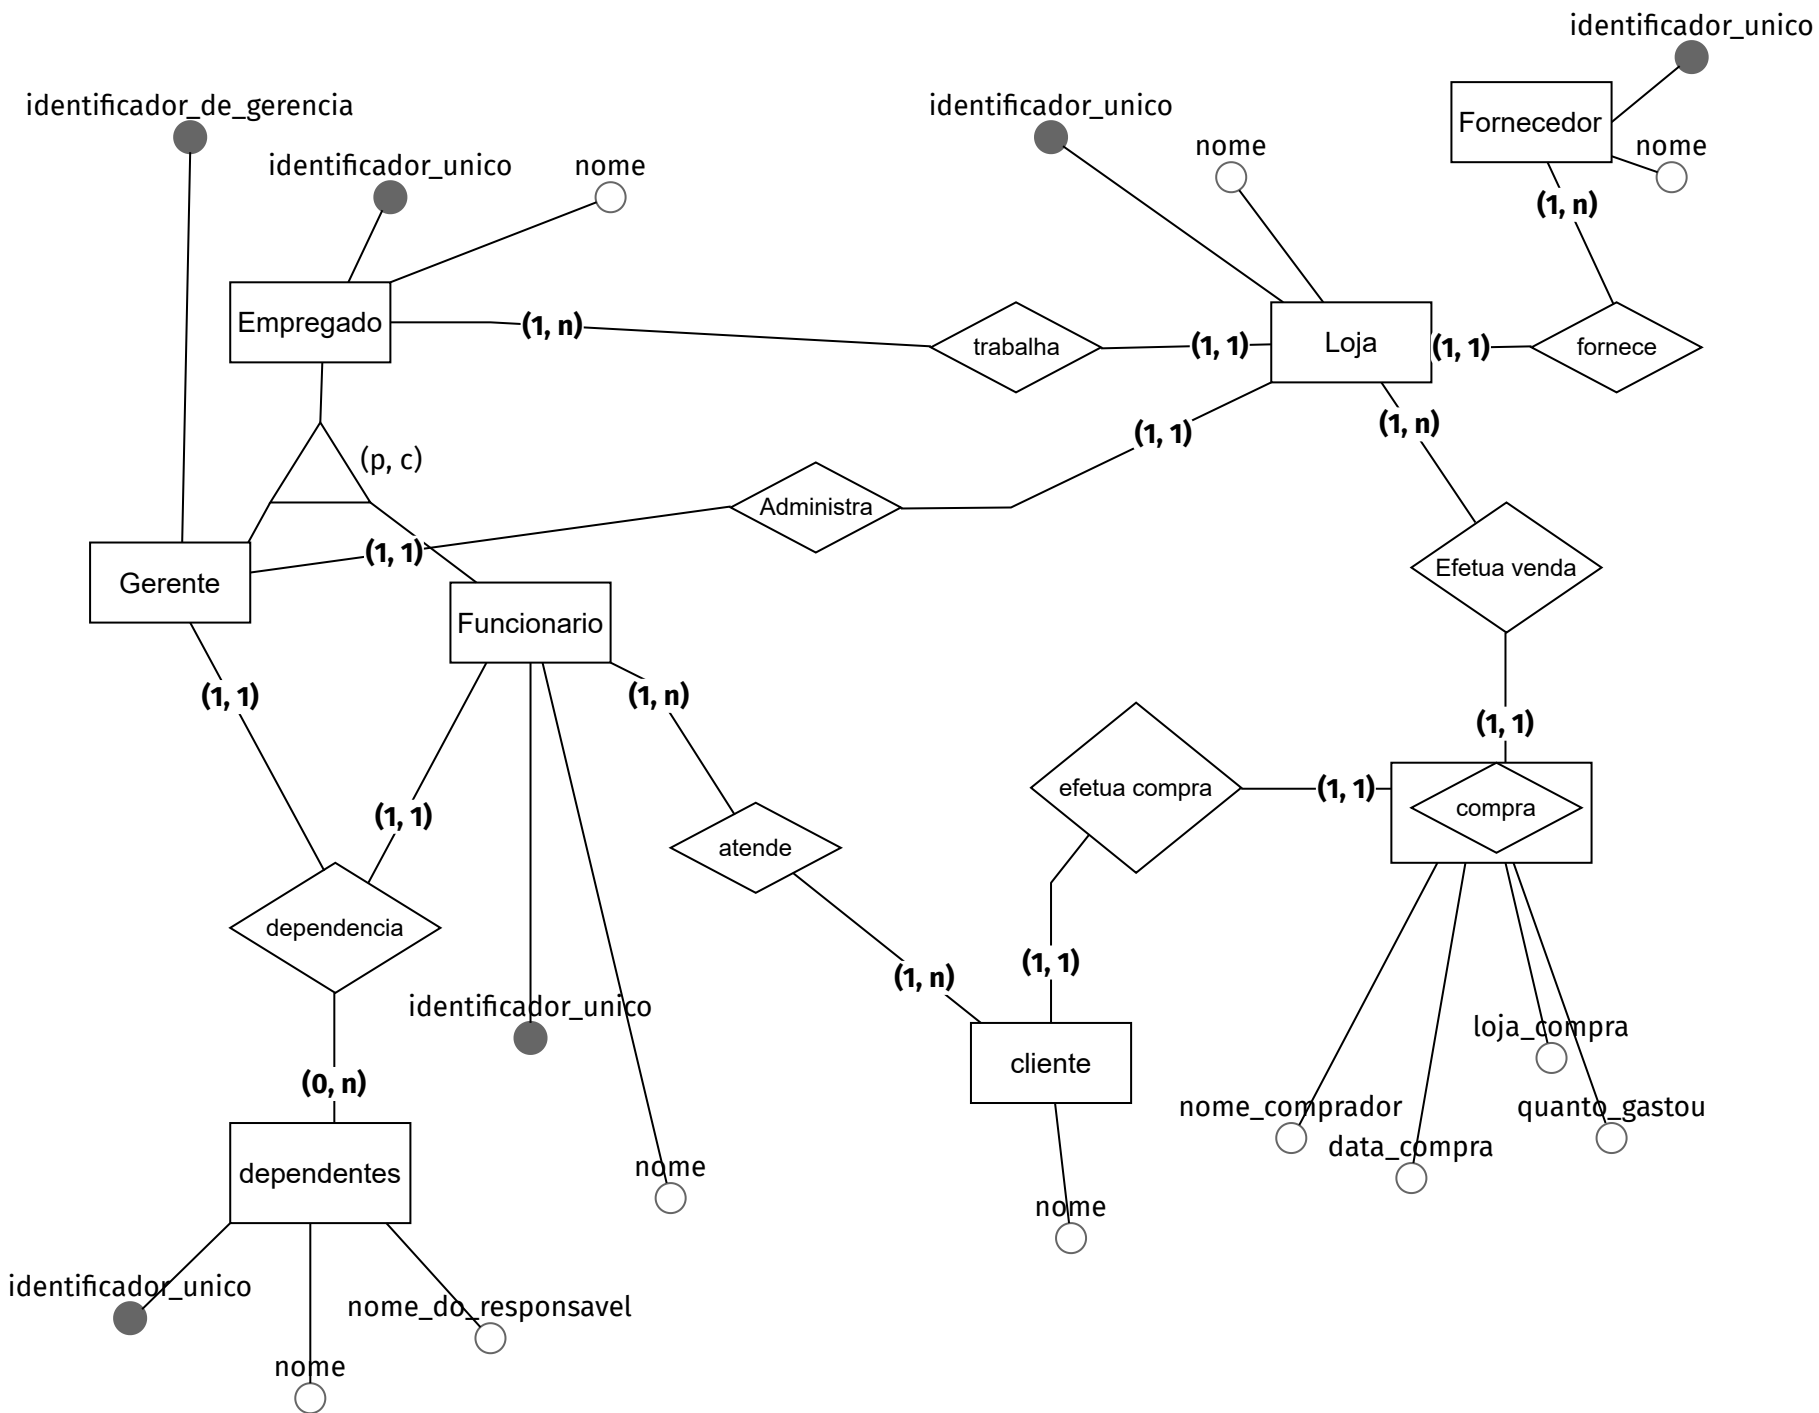 identificador_unico
identificador_de_gerencia
identificador_unico
nome
identificador_unico
nome
Fornecedor
nome
(1, n)
Empregado
(1, n)
trabalha
(1, 1)
Loja
(1, 1)
fornece
(1, n)
(1, 1)
(p, c)
Administra
(1, 1)
Gerente
Funcionario
Efetua venda
(1, 1)
(1, n)
(1, 1)
(1, 1)
efetua compra
(1, 1)
compra
atende
dependencia
(1, n)
(1, 1)
identificador_unico
loja_compra
cliente
(0, n)
nome_comprador
quanto_gastou
data_compra
dependentes
nome
nome
identificador_unico
nome_do_responsavel
nome